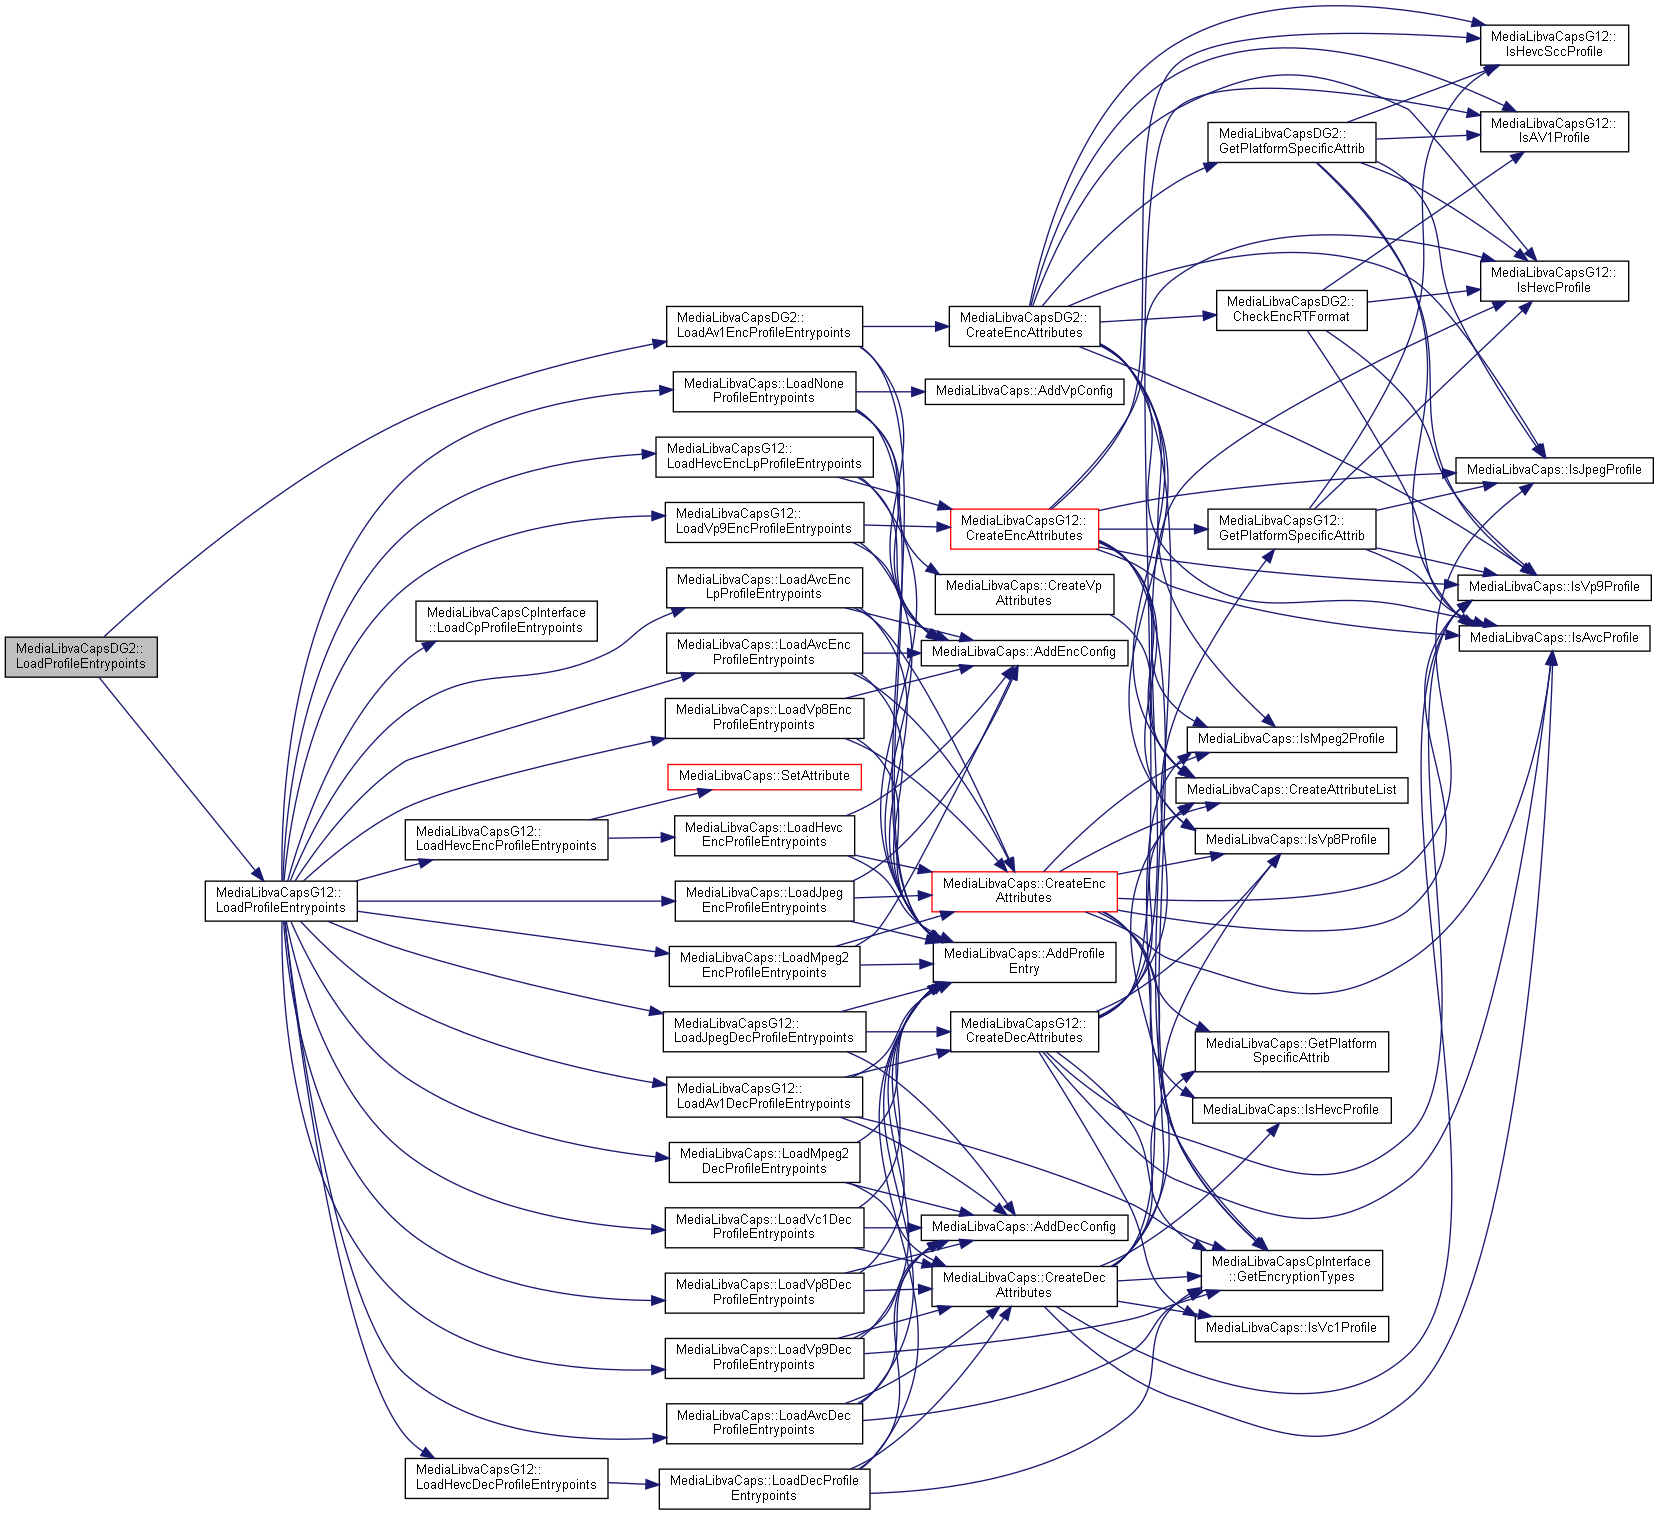 MediaLibvaCapsDG2::
LoadProfileEntrypoints
MediaLibvaCapsG12::
LoadProfileEntrypoints
MediaLibvaCapsCpInterface
::LoadCpProfileEntrypoints
MediaLibvaCapsG12::
LoadHevcEncProfileEntrypoints
MediaLibvaCapsG12::
LoadHevcDecProfileEntrypoints
MediaLibvaCapsDG2::
LoadAv1EncProfileEntrypoints
MediaLibvaCaps::LoadNone
ProfileEntrypoints
MediaLibvaCapsG12::
LoadHevcEncLpProfileEntrypoints
MediaLibvaCapsG12::
LoadVp9EncProfileEntrypoints
MediaLibvaCaps::LoadAvcEnc
LpProfileEntrypoints
MediaLibvaCaps::LoadAvcEnc
ProfileEntrypoints
MediaLibvaCaps::LoadVp8Enc
ProfileEntrypoints
MediaLibvaCaps::SetAttribute
MediaLibvaCaps::LoadHevc
EncProfileEntrypoints
MediaLibvaCaps::LoadJpeg
EncProfileEntrypoints
MediaLibvaCaps::LoadMpeg2
EncProfileEntrypoints
MediaLibvaCapsG12::
LoadJpegDecProfileEntrypoints
MediaLibvaCapsG12::
LoadAv1DecProfileEntrypoints
MediaLibvaCaps::LoadMpeg2
DecProfileEntrypoints
MediaLibvaCaps::LoadVc1Dec
ProfileEntrypoints
MediaLibvaCaps::LoadVp8Dec
ProfileEntrypoints
MediaLibvaCaps::LoadVp9Dec
ProfileEntrypoints
MediaLibvaCaps::LoadAvcDec
ProfileEntrypoints
MediaLibvaCaps::LoadDecProfile
Entrypoints
MediaLibvaCapsDG2::
CreateEncAttributes
MediaLibvaCaps::AddVpConfig
MediaLibvaCapsG12::
CreateEncAttributes
MediaLibvaCaps::CreateVp
Attributes
MediaLibvaCaps::AddEncConfig
MediaLibvaCaps::CreateEnc
Attributes
MediaLibvaCaps::AddProfile
Entry
MediaLibvaCapsG12::
CreateDecAttributes
MediaLibvaCaps::AddDecConfig
MediaLibvaCaps::CreateDec
Attributes
MediaLibvaCapsDG2::
GetPlatformSpecificAttrib
MediaLibvaCapsDG2::
CheckEncRTFormat
MediaLibvaCapsG12::
GetPlatformSpecificAttrib
MediaLibvaCaps::IsMpeg2Profile
MediaLibvaCaps::CreateAttributeList
MediaLibvaCaps::IsVp8Profile
MediaLibvaCaps::GetPlatform
SpecificAttrib
MediaLibvaCaps::IsHevcProfile
MediaLibvaCapsCpInterface
::GetEncryptionTypes
MediaLibvaCaps::IsVc1Profile
MediaLibvaCapsG12::
IsHevcSccProfile
MediaLibvaCapsG12::
IsAV1Profile
MediaLibvaCapsG12::
IsHevcProfile
MediaLibvaCaps::IsJpegProfile
MediaLibvaCaps::IsVp9Profile
MediaLibvaCaps::IsAvcProfile